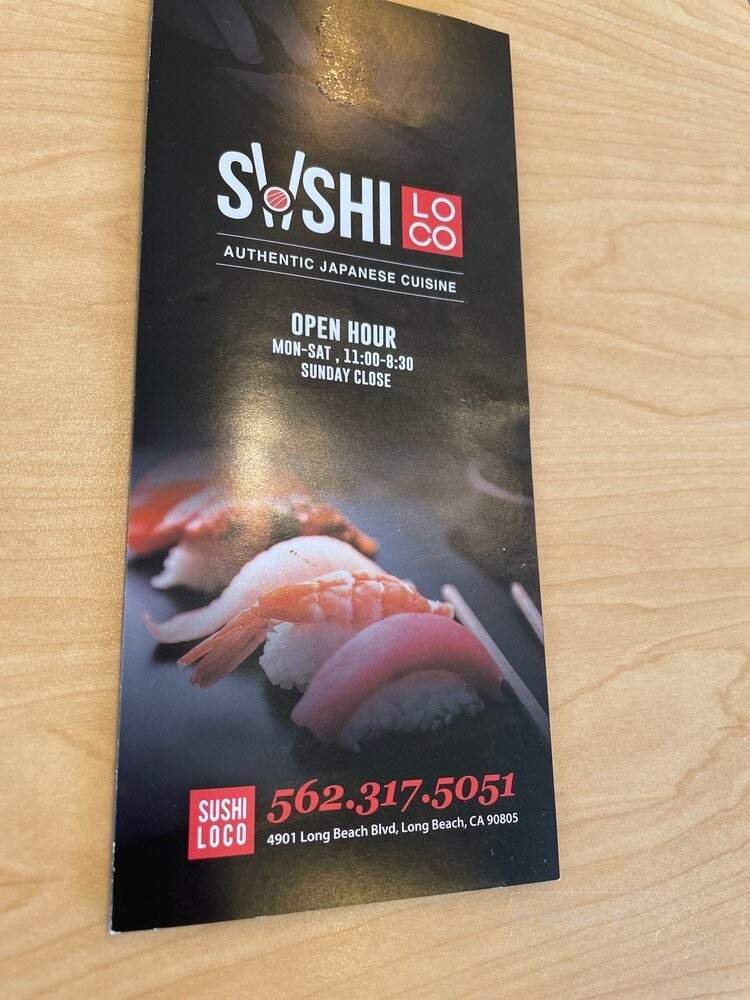 SUSHI LOCO
AUTHENTIC JAPANESE CUISINE
OPEN HOUR
MON-SAT , 11:00-8:30
SUNDAY CLOSE
SUSHI
LOCO
562.317.5051
4901 Long Beach Blvd, Long Beach, CA 90805